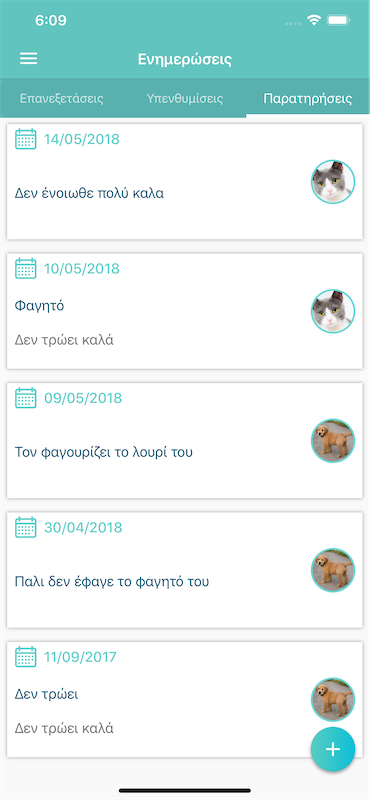 6:09
Ενημερώσεις
Επανεξετάσεις Υπενθυμίσεις Παρατηρήσεις
14/05/2018
Δεν ένοιωθε πολύ καλα
10/05/2018
Φαγητό
Δεν τρώει καλά
09/05/2018
Τον φαγουρίζει το λουρί του
30/04/2018
Παλι δεν έφαγε το φαγητό του
11/09/2017
Δεν τρώει
Δεν τρώει καλά